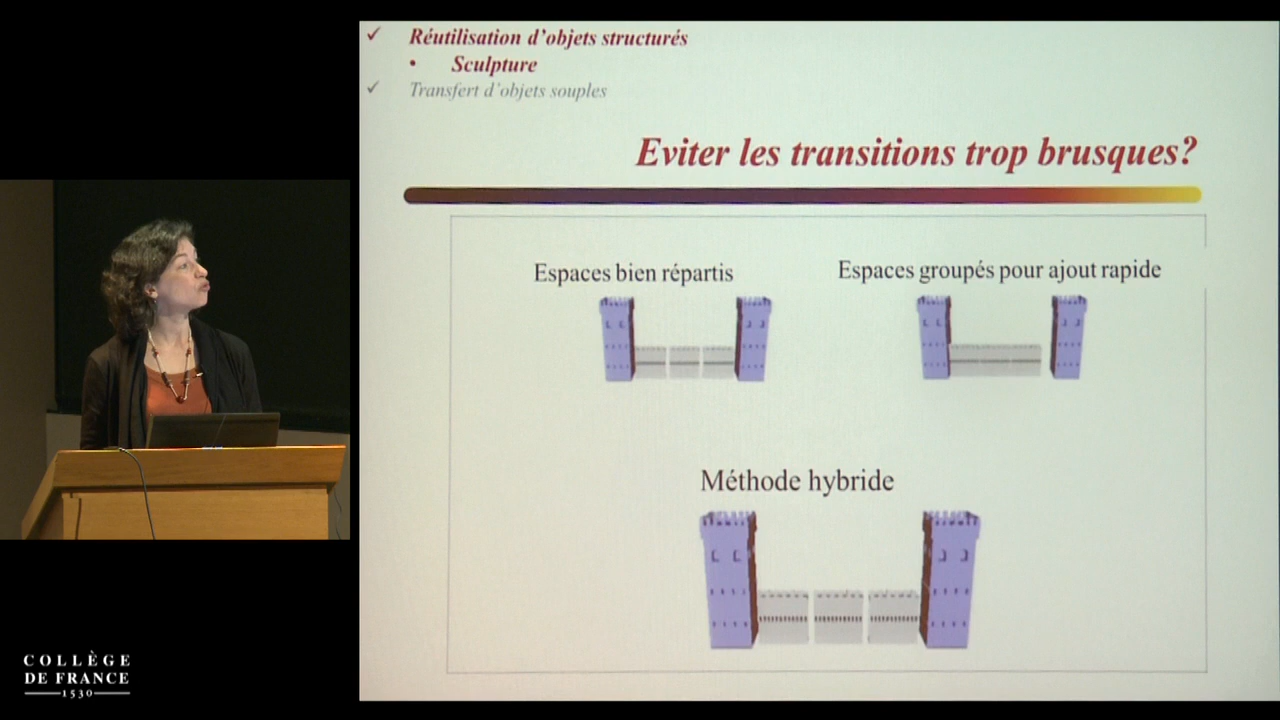 Réutilisation d'objets structurés
• Sculpture
Transfert d'objets souples
Eviter les transitions trop brusques?
Espaces bien répartis
Espaces groupés pour ajout rapide
Méthode hybride
COLLÈGE
DE FRANCE
1530